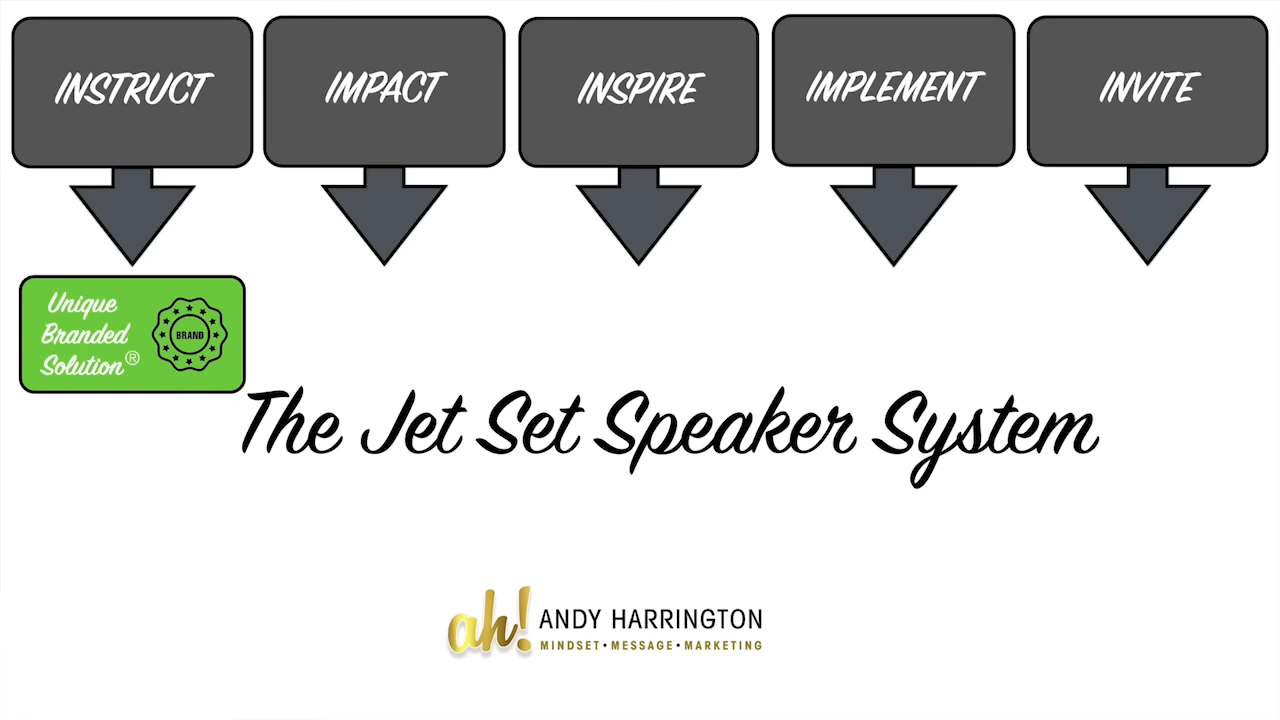 INSTRUCT
IMPACT
INSPIRE
IMPLEMENT
INVITE
Unique
Branded
Solution®
BRAND
The Jet Set Speaker System
ah! ANDY HARRINGTON
MINDSET • MESSAGE • MARKETING